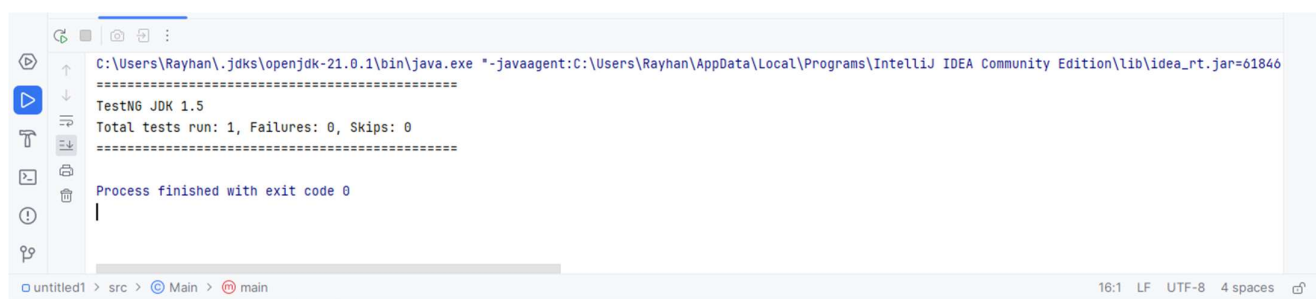 C:\Users\Rayhan\.jdks\openjdk-21.0.1\bin\java.exe "-javaagent:C:\Users\Rayhan\AppData\Local\Programs\IntelliJ IDEA Community Edition\lib\idea_rt.jar=61846
===============================================
TestNG JDK 1.5
Total tests run: 1, Failures: 0, Skips: 0
===============================================
Process finished with exit code 0
untitled1 > src > Main > main 16:1 LF UTF-8 4 spaces